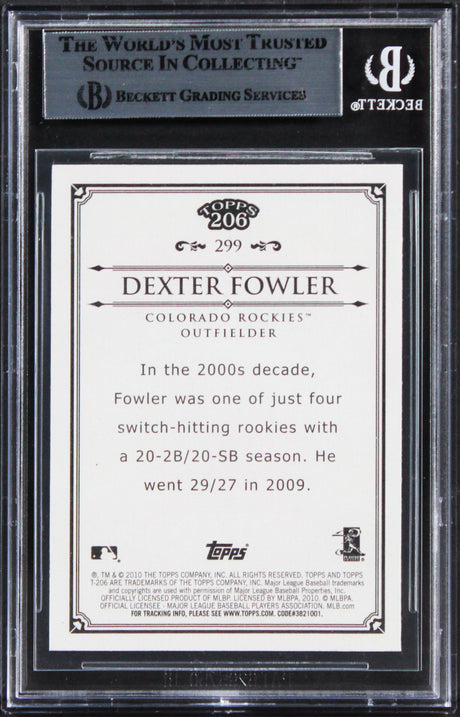 THE WORLD'S MOST TRUSTED
SOURCE IN COLLECTING™
B BECKETT GRADING SERVICES
B
BECKETT®
TOPPS
206
299
DEXTER FOWLER
COLORADO ROCKIES™
OUTFIELDER
In the 2000s decade,
Fowler was one of just four
switch-hitting rookies with
a 20-2B/20-SB season. He
went 29/27 in 2009.
Topps
®, TM & © 2010 THE TOPPS COMPANY, INC. ALL RIGHTS RESERVED. TOPPS AND TOPPS
T-206 ARE TRADEMARKS OF THE TOPPS COMPANY, INC. Major League Baseball trademarks
and copyrights are used with permission of Major League Baseball Properties, Inc.
OFFICIALLY LICENSED PRODUCT OF MLBP. LICENSED BY MLBPA, 2010. © MLBPA.
OFFICIAL LICENSEE - MAJOR LEAGUE BASEBALL PLAYERS ASSOCIATION. MLB.com
FOR TRACKING INFO, PLEASE SEE WWW.TOPPS.COM. CODE#3821001.